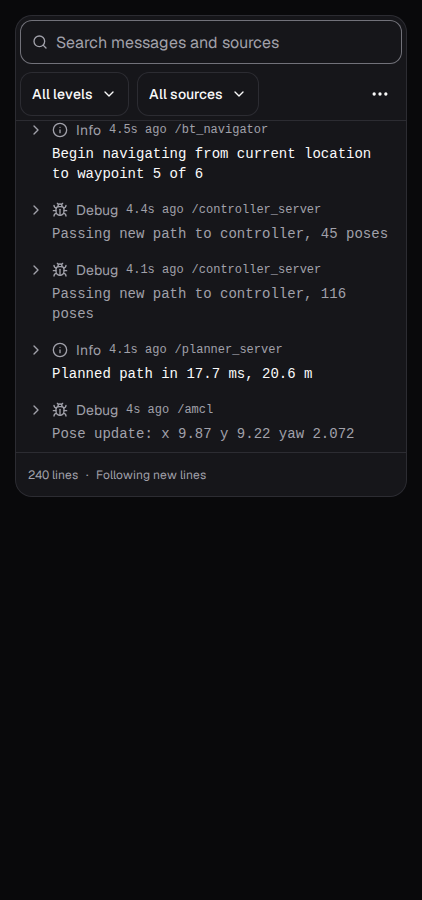 Search messages and sources
All levels
All sources
Info 4.5s ago /bt_navigator
Begin navigating from current location
to waypoint 5 of 6
Debug 4.4s ago /controller_server
Passing new path to controller, 45 poses
Debug 4.1s ago /controller_server
Passing new path to controller, 116
poses
Info 4.1s ago /planner_server
Planned path in 17.7 ms, 20.6 m
Debug 4s ago /amcl
Pose update: x 9.87 y 9.22 yaw 2.072
240 lines · Following new lines